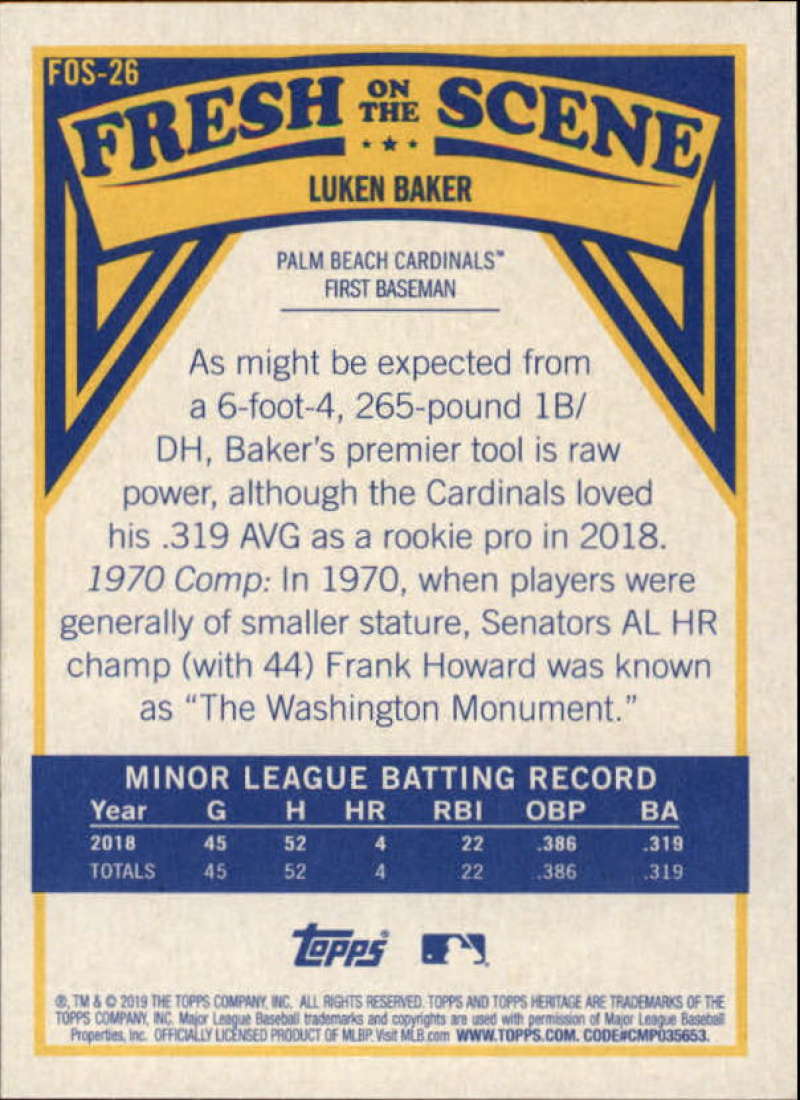 FOS-26
FRESH ON THE SCENE
LUKEN BAKER
PALM BEACH CARDINALS™
FIRST BASEMAN
As might be expected from
a 6-foot-4, 265-pound 1B/
DH, Baker's premier tool is raw
power, although the Cardinals loved
his .319 AVG as a rookie pro in 2018.
1970 Comp: In 1970, when players were
generally of smaller stature, Senators AL HR
champ (with 44) Frank Howard was known
as “The Washington Monument.”
MINOR LEAGUE BATTING RECORD
Year G H HR RBI OBP BA
2018 45 52 4 22 .386 .319
TOTALS 45 52 4 22 .386 .319
Topps®
®, TM & © 2019 THE TOPPS COMPANY, INC. ALL RIGHTS RESERVED. TOPPS AND TOPPS HERITAGE ARE TRADEMARKS OF THE
TOPPS COMPANY, INC. Major League Baseball trademarks and copyrights are used with permission of Major League Baseball
Properties, Inc. OFFICIALLY LICENSED PRODUCT OF MLBP. Visit MLB.com WWW.TOPPS.COM. CODE#CMP035653.